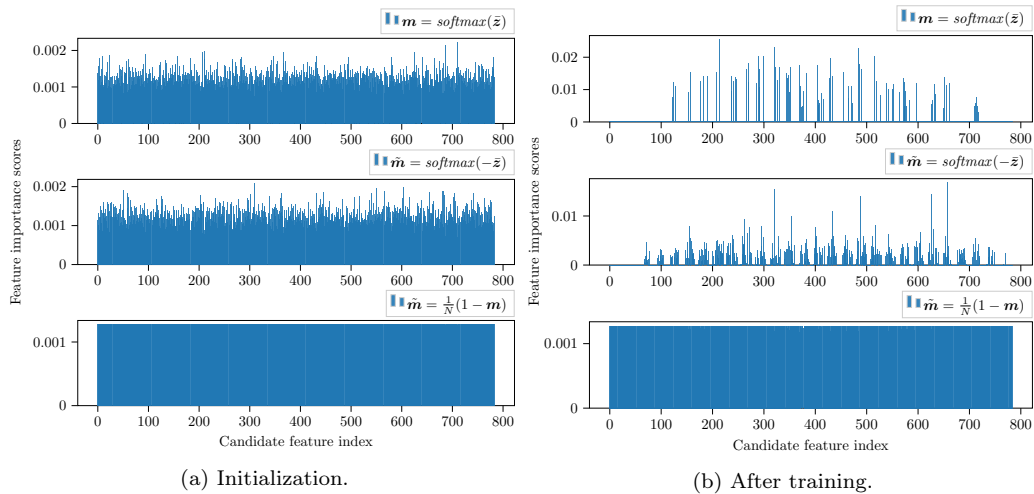 m = softmax(z̄)
0.002
0.001
0
0 100 200 300 400 500 600 700 800
m̃ = softmax(−z̄)
0.002
0.001
0
0 100 200 300 400 500 600 700 800
m̃ = 1/N (1 − m)
0.001
0
0 100 200 300 400 500 600 700 800
Feature importance scores
Candidate feature index
(a) Initialization.
m = softmax(z̄)
0.02
0.01
0
0 100 200 300 400 500 600 700 800
m̃ = softmax(−z̄)
0.01
0
0 100 200 300 400 500 600 700 800
m̃ = 1/N (1 − m)
0.001
0
0 100 200 300 400 500 600 700 800
Feature importance scores
Candidate feature index
(b) After training.